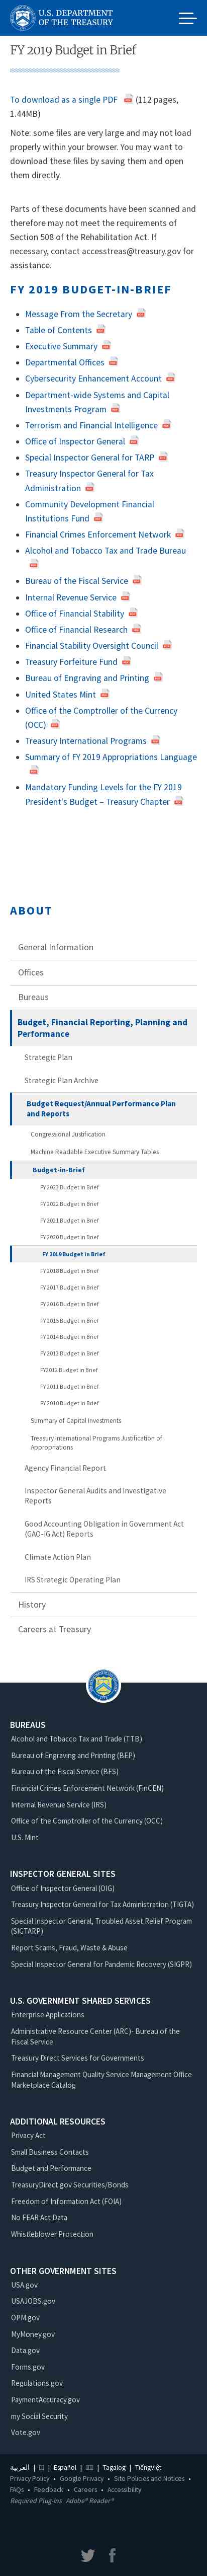 U.S. DEPARTMENT
OF THE TREASURY
FY 2019 Budget in Brief
To download as a single PDF (112 pages,
1.44MB)
Note: some files are very large and may not load
properly within your browser. You may want to
download these files by saving them and open
them directly.
Parts of these documents have been scanned and
therefore may not meet the requirements of
Section 508 of the Rehabilitation Act. If
necessary, contact accesstreas@treasury.gov for
assistance.
FY 2019 BUDGET-IN-BRIEF
Message From the Secretary
Table of Contents
Executive Summary
Departmental Offices
Cybersecurity Enhancement Account
Department-wide Systems and Capital
Investments Program
Terrorism and Financial Intelligence
Office of Inspector General
Special Inspector General for TARP
Treasury Inspector General for Tax
Administration
Community Development Financial
Institutions Fund
Financial Crimes Enforcement Network
Alcohol and Tobacco Tax and Trade Bureau
Bureau of the Fiscal Service
Internal Revenue Service
Office of Financial Stability
Office of Financial Research
Financial Stability Oversight Council
Treasury Forfeiture Fund
Bureau of Engraving and Printing
United States Mint
Office of the Comptroller of the Currency
(OCC)
Treasury International Programs
Summary of FY 2019 Appropriations Language
Mandatory Funding Levels for the FY 2019
President's Budget – Treasury Chapter
ABOUT
General Information
Offices
Bureaus
Budget, Financial Reporting, Planning and
Performance
Strategic Plan
Strategic Plan Archive
Budget Request/Annual Performance Plan
and Reports
Congressional Justification
Machine Readable Executive Summary Tables
Budget-in-Brief
FY 2023 Budget in Brief
FY 2022 Budget in Brief
FY 2021 Budget in Brief
FY 2020 Budget in Brief
FY 2019 Budget in Brief
FY 2018 Budget in Brief
FY 2017 Budget in Brief
FY 2016 Budget in Brief
FY 2015 Budget in Brief
FY 2014 Budget in Brief
FY 2013 Budget in Brief
FY2012 Budget in Brief
FY 2011 Budget in Brief
FY 2010 Budget in Brief
Summary of Capital Investments
Treasury International Programs Justification of
Appropriations
Agency Financial Report
Inspector General Audits and Investigative
Reports
Good Accounting Obligation in Government Act
(GAO-IG Act) Reports
Climate Action Plan
IRS Strategic Operating Plan
History
Careers at Treasury
BUREAUS
Alcohol and Tobacco Tax and Trade (TTB)
Bureau of Engraving and Printing (BEP)
Bureau of the Fiscal Service (BFS)
Financial Crimes Enforcement Network (FinCEN)
Internal Revenue Service (IRS)
Office of the Comptroller of the Currency (OCC)
U.S. Mint
INSPECTOR GENERAL SITES
Office of Inspector General (OIG)
Treasury Inspector General for Tax Administration (TIGTA)
Special Inspector General, Troubled Asset Relief Program
(SIGTARP)
Report Scams, Fraud, Waste & Abuse
Special Inspector General for Pandemic Recovery (SIGPR)
U.S. GOVERNMENT SHARED SERVICES
Enterprise Applications
Administrative Resource Center (ARC)- Bureau of the
Fiscal Service
Treasury Direct Services for Governments
Financial Management Quality Service Management Office
Marketplace Catalog
ADDITIONAL RESOURCES
Privacy Act
Small Business Contacts
Budget and Performance
TreasuryDirect.gov Securities/Bonds
Freedom of Information Act (FOIA)
No FEAR Act Data
Whistleblower Protection
OTHER GOVERNMENT SITES
USA.gov
USAJOBS.gov
OPM.gov
MyMoney.gov
Data.gov
Forms.gov
Regulations.gov
PaymentAccuracy.gov
my Social Security
Vote.gov
العربية | | Español | | Tagalog | TiếngViệt
Privacy Policy • Google Privacy • Site Policies and Notices •
FAQs • Feedback • Careers • Accessibility
Required Plug-ins Adobe® Reader®